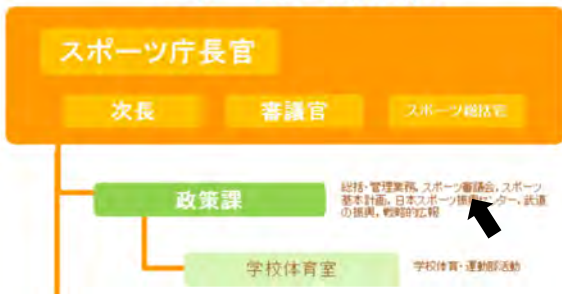 スポーツ庁長官
次長
審議官
スポーツ総括官
政策課
総括・管理業務，スポーツ審議会，スポーツ
基本計画，日本スポーツ振興センター，武道
の振興，戦略的広報
学校体育室
学校体育・運動部活動